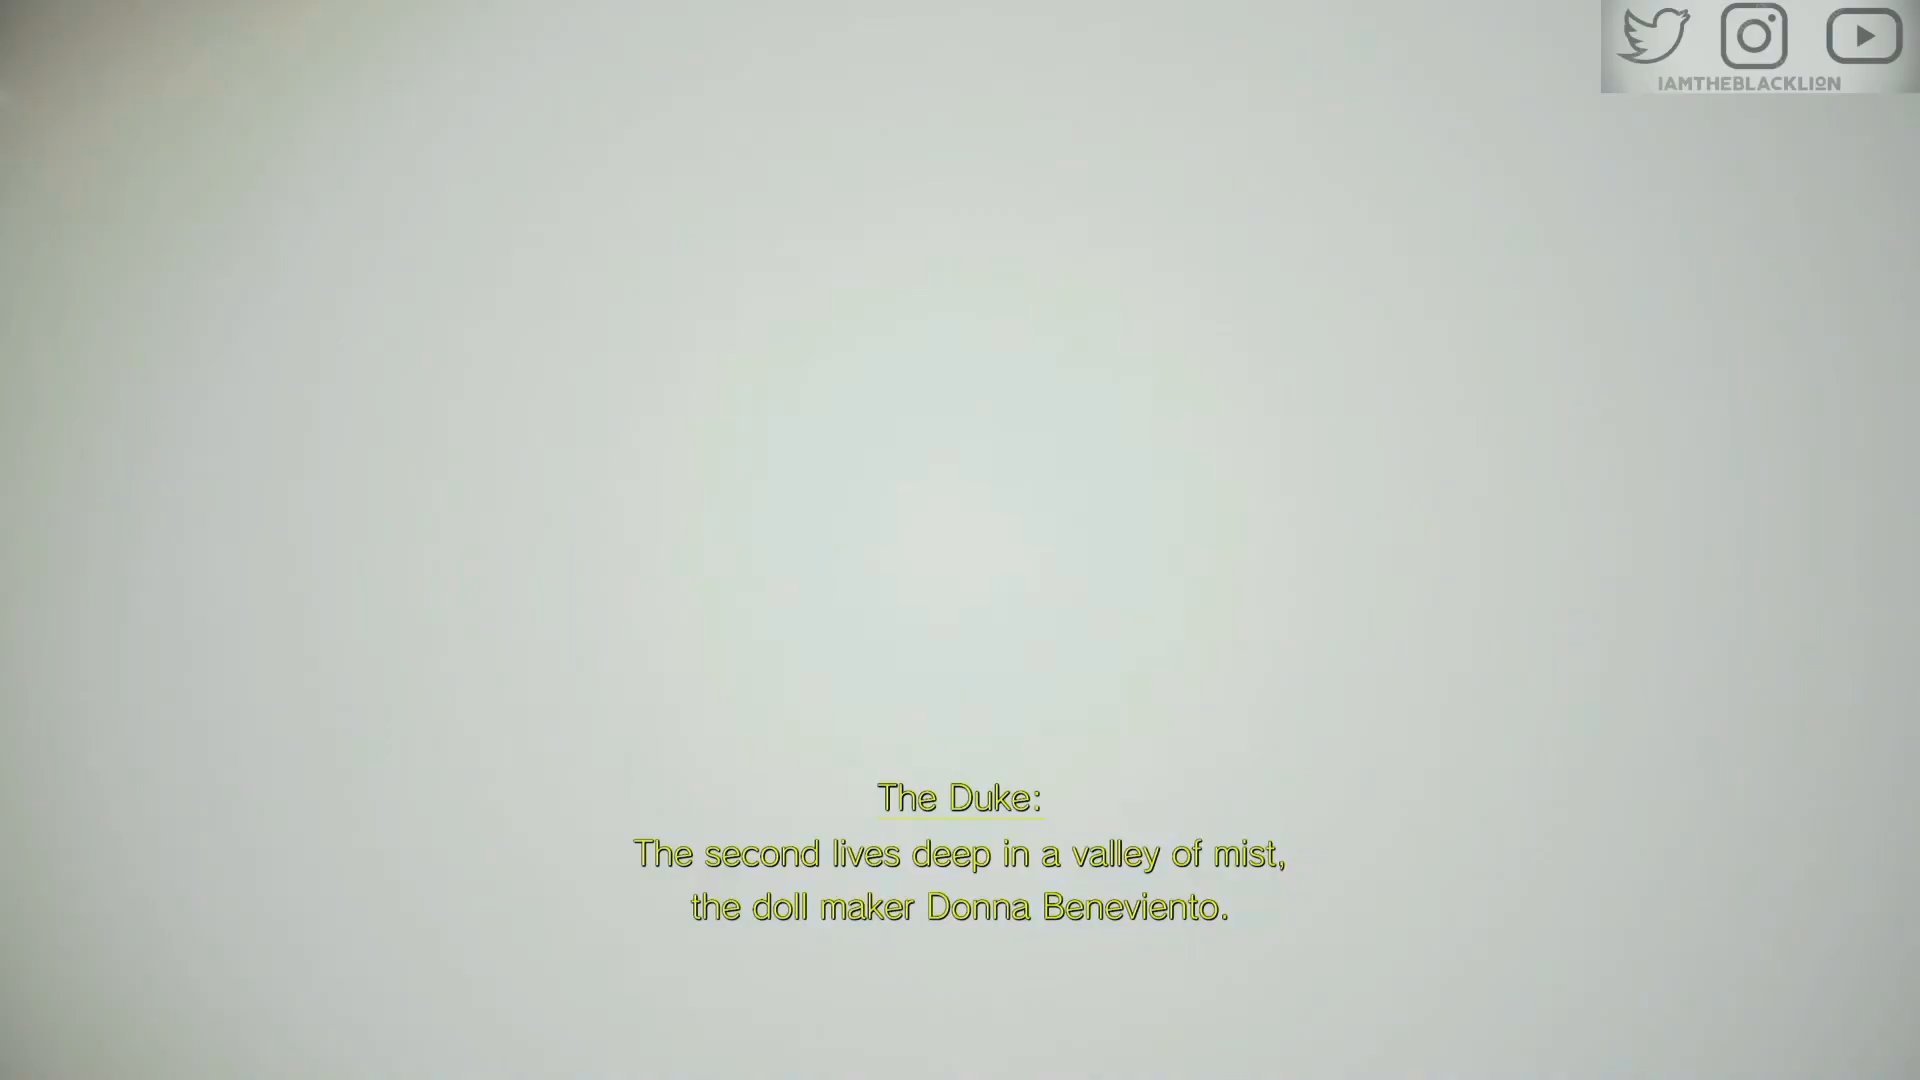 IAMTHEBLACKLION
The Duke:
The second lives deep in a valley of mist,
the doll maker Donna Beneviento.